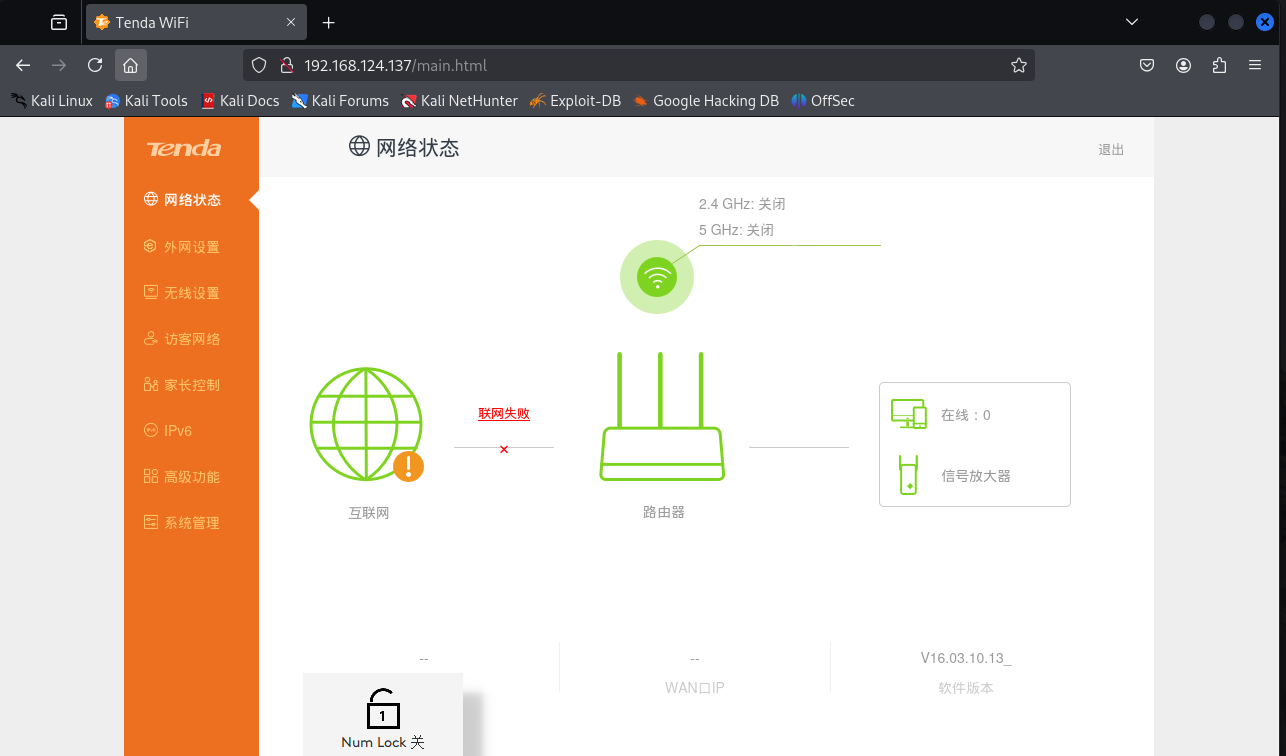 Tenda WiFi
192.168.124.137/main.html
Kali Linux
Kali Tools
Kali Docs
Kali Forums
Kali NetHunter
Exploit-DB
Google Hacking DB
OffSec
Tenda
网络状态
退出
网络状态
外网设置
无线设置
访客网络
家长控制
IPv6
高级功能
系统管理
2.4 GHz: 关闭
5 GHz: 关闭
联网失败
互联网
路由器
在线：0
信号放大器
--
--
WAN口IP
V16.03.10.13_
软件版本
1
Num Lock 关